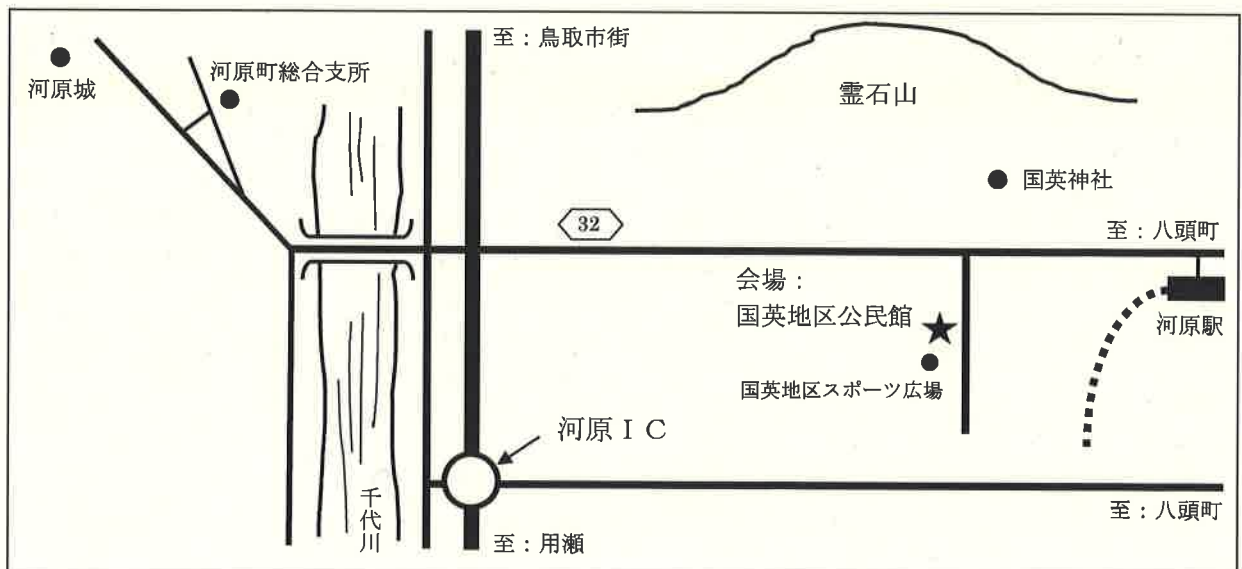 至：鳥取市街
河原城
河原町総合支所
霊石山
国英神社
32
至：八頭町
会場：
国英地区公民館
河原駅
国英地区スポーツ広場
河原ＩＣ
千代川
至：八頭町
至：用瀬